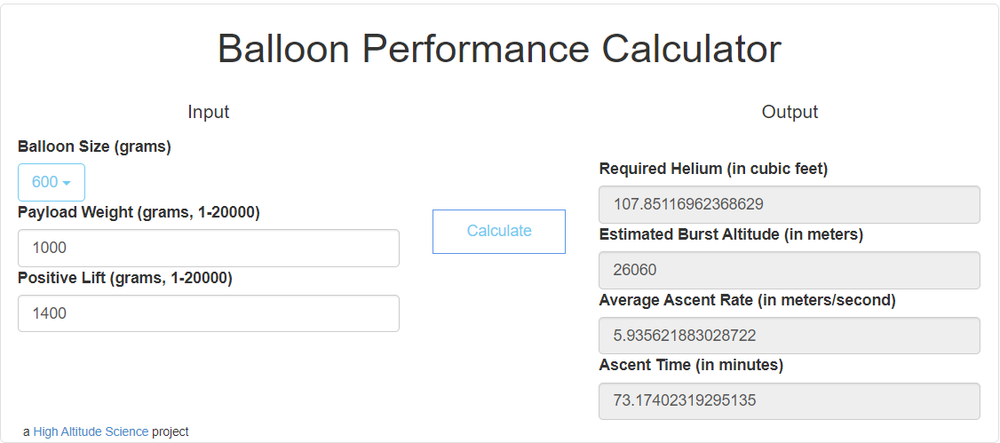 Balloon Performance Calculator
Input
Balloon Size (grams)
600
Payload Weight (grams, 1-20000)
1000
Positive Lift (grams, 1-20000)
1400
Calculate
Output
Required Helium (in cubic feet)
107.85116962368629
Estimated Burst Altitude (in meters)
26060
Average Ascent Rate (in meters/second)
5.935621883028722
Ascent Time (in minutes)
73.17402319295135
a High Altitude Science project